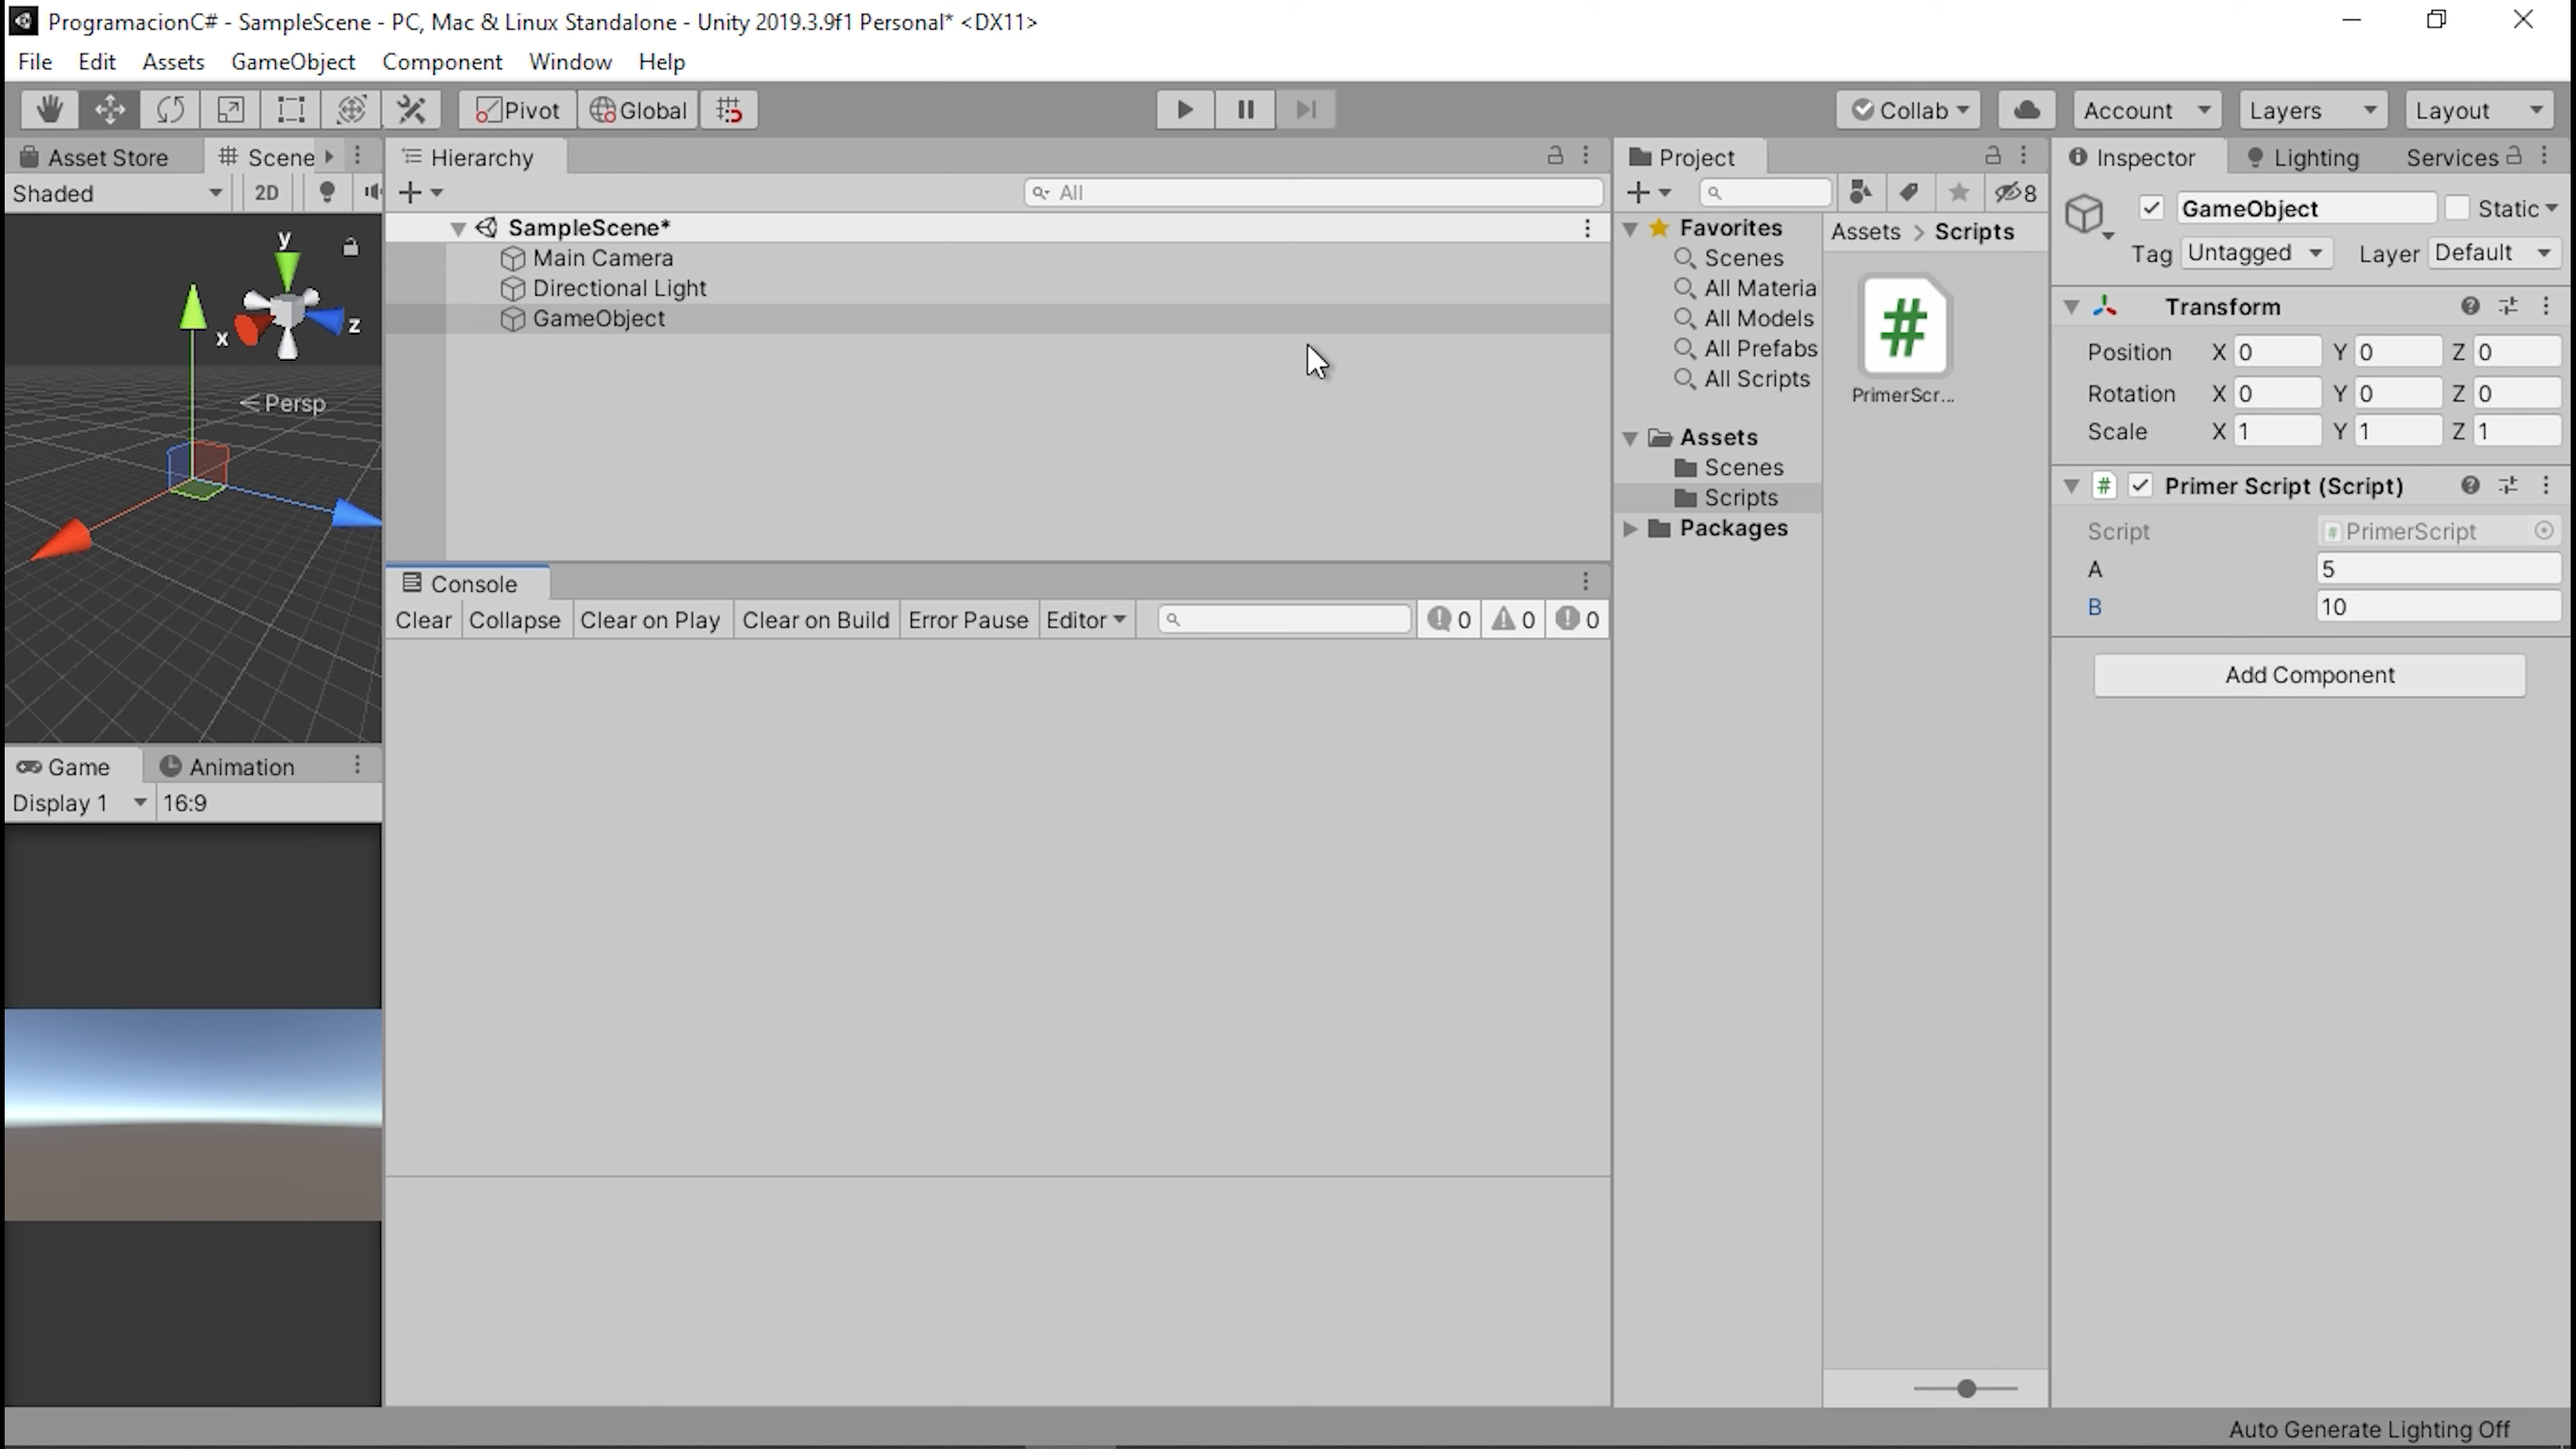 ProgramacionC# - SampleScene - PC, Mac & Linux Standalone - Unity 2019.3.9f1 Personal* <DX11>
File Edit Assets GameObject Component Window Help
Pivot Global Collab Account Layers Layout
Asset Store Scene
Shaded 2D
y
x
z
Persp
Game Animation
Display 1 16:9
Hierarchy
All
SampleScene*
Main Camera
Directional Light
GameObject
Console
Clear Collapse Clear on Play Clear on Build Error Pause Editor 0 0 0
Project
8
Favorites
Scenes
All Materia
All Models
All Prefabs
All Scripts
Assets
Scenes
Scripts
Packages
Assets > Scripts
#
PrimerScr...
Inspector Lighting Services
GameObject Static
Tag Untagged Layer Default
Transform
Position X 0 Y 0 Z 0
Rotation X 0 Y 0 Z 0
Scale X 1 Y 1 Z 1
# Primer Script (Script)
Script # PrimerScript
A 5
B 10
Add Component
Auto Generate Lighting Off